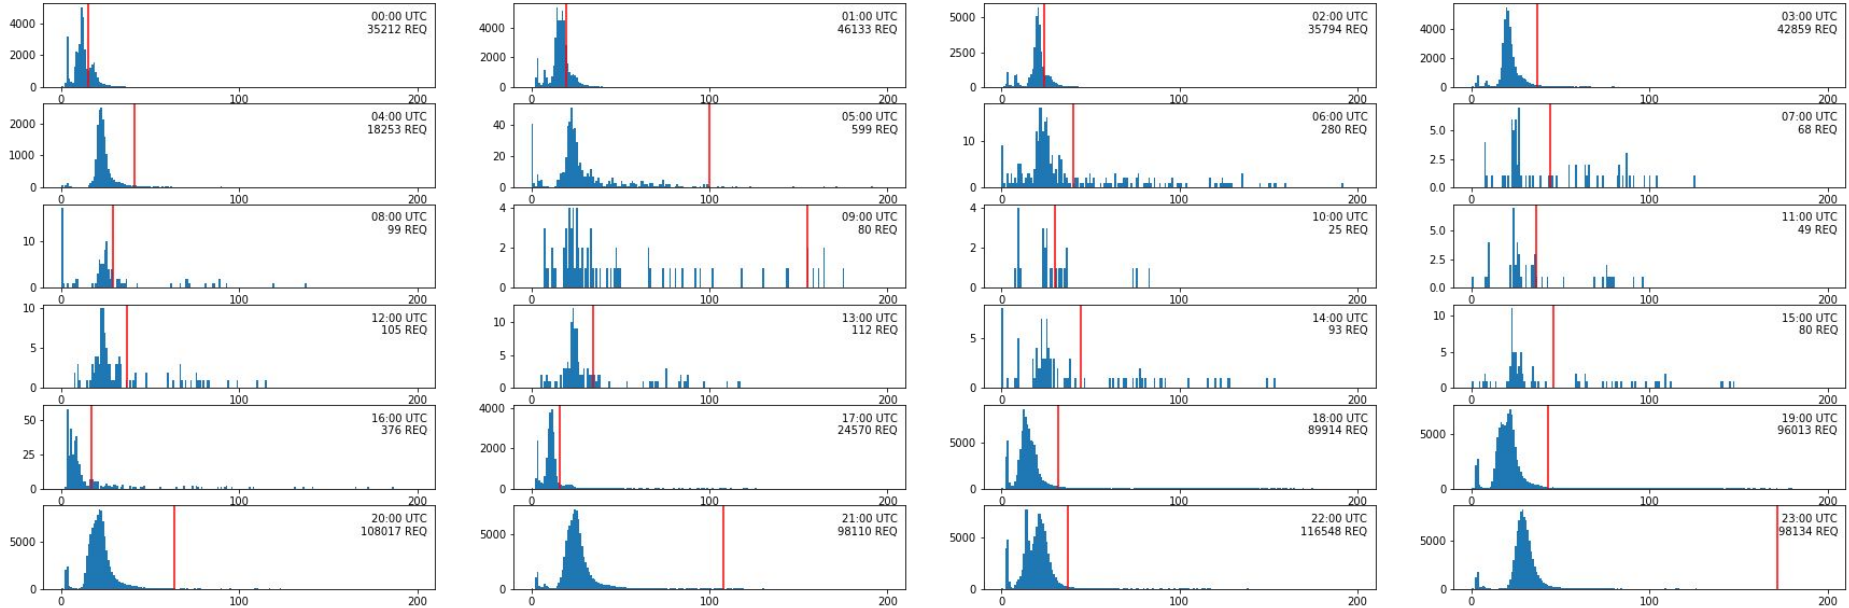 4000
2000
0
0
100
200
00:00 UTC
35212 REQ
4000
2000
0
0
100
200
01:00 UTC
46133 REQ
5000
2500
0
0
100
200
02:00 UTC
35794 REQ
4000
2000
0
0
100
200
03:00 UTC
42859 REQ
2000
1000
0
0
100
200
04:00 UTC
18253 REQ
40
20
0
0
100
200
05:00 UTC
599 REQ
10
0
0
100
200
06:00 UTC
280 REQ
5.0
2.5
0.0
0
100
200
07:00 UTC
68 REQ
10
0
0
100
200
08:00 UTC
99 REQ
4
2
0
0
100
200
09:00 UTC
80 REQ
4
2
0
0
100
200
10:00 UTC
25 REQ
5.0
2.5
0.0
0
100
200
11:00 UTC
49 REQ
10
5
0
0
100
200
12:00 UTC
105 REQ
10
5
0
0
100
200
13:00 UTC
112 REQ
5
0
0
100
200
14:00 UTC
93 REQ
10
5
0
0
100
200
15:00 UTC
80 REQ
50
25
0
0
100
200
16:00 UTC
376 REQ
4000
2000
0
0
100
200
17:00 UTC
24570 REQ
5000
0
0
100
200
18:00 UTC
89914 REQ
5000
0
0
100
200
19:00 UTC
96013 REQ
5000
0
0
100
200
20:00 UTC
108017 REQ
5000
0
0
100
200
21:00 UTC
98110 REQ
5000
0
0
100
200
22:00 UTC
116548 REQ
5000
0
0
100
200
23:00 UTC
98134 REQ